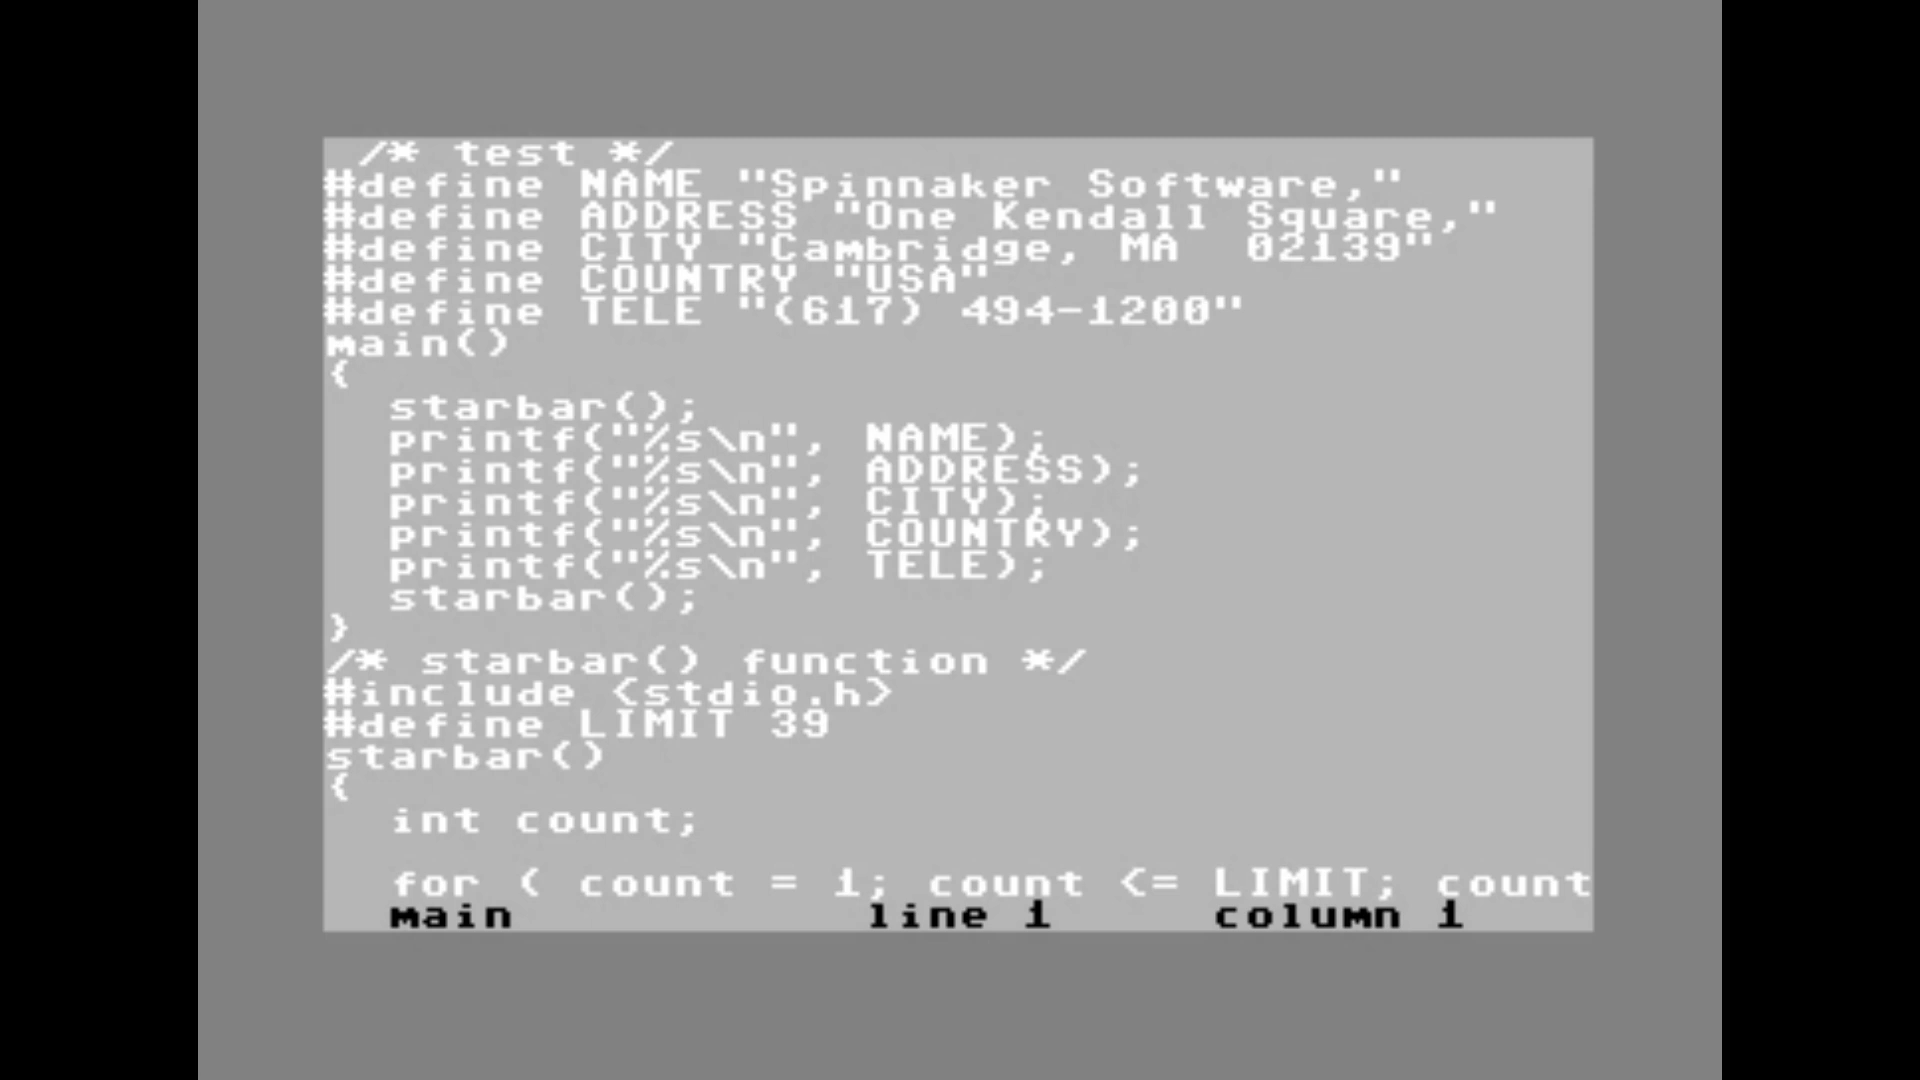 /* test */
#define NAME "Spinnaker Software,"
#define ADDRESS "One Kendall Square,"
#define CITY "Cambridge, MA  02139"
#define COUNTRY "USA"
#define TELE "(617) 494-1200"
main()
{
  starbar();
  printf("%s\n", NAME);
  printf("%s\n", ADDRESS);
  printf("%s\n", CITY);
  printf("%s\n", COUNTRY);
  printf("%s\n", TELE);
  starbar();
}
/* starbar() function */
#include <stdio.h>
#define LIMIT 39
starbar()
{
  int count;
  for ( count = 1; count <= LIMIT; count
  main           line 1     column 1